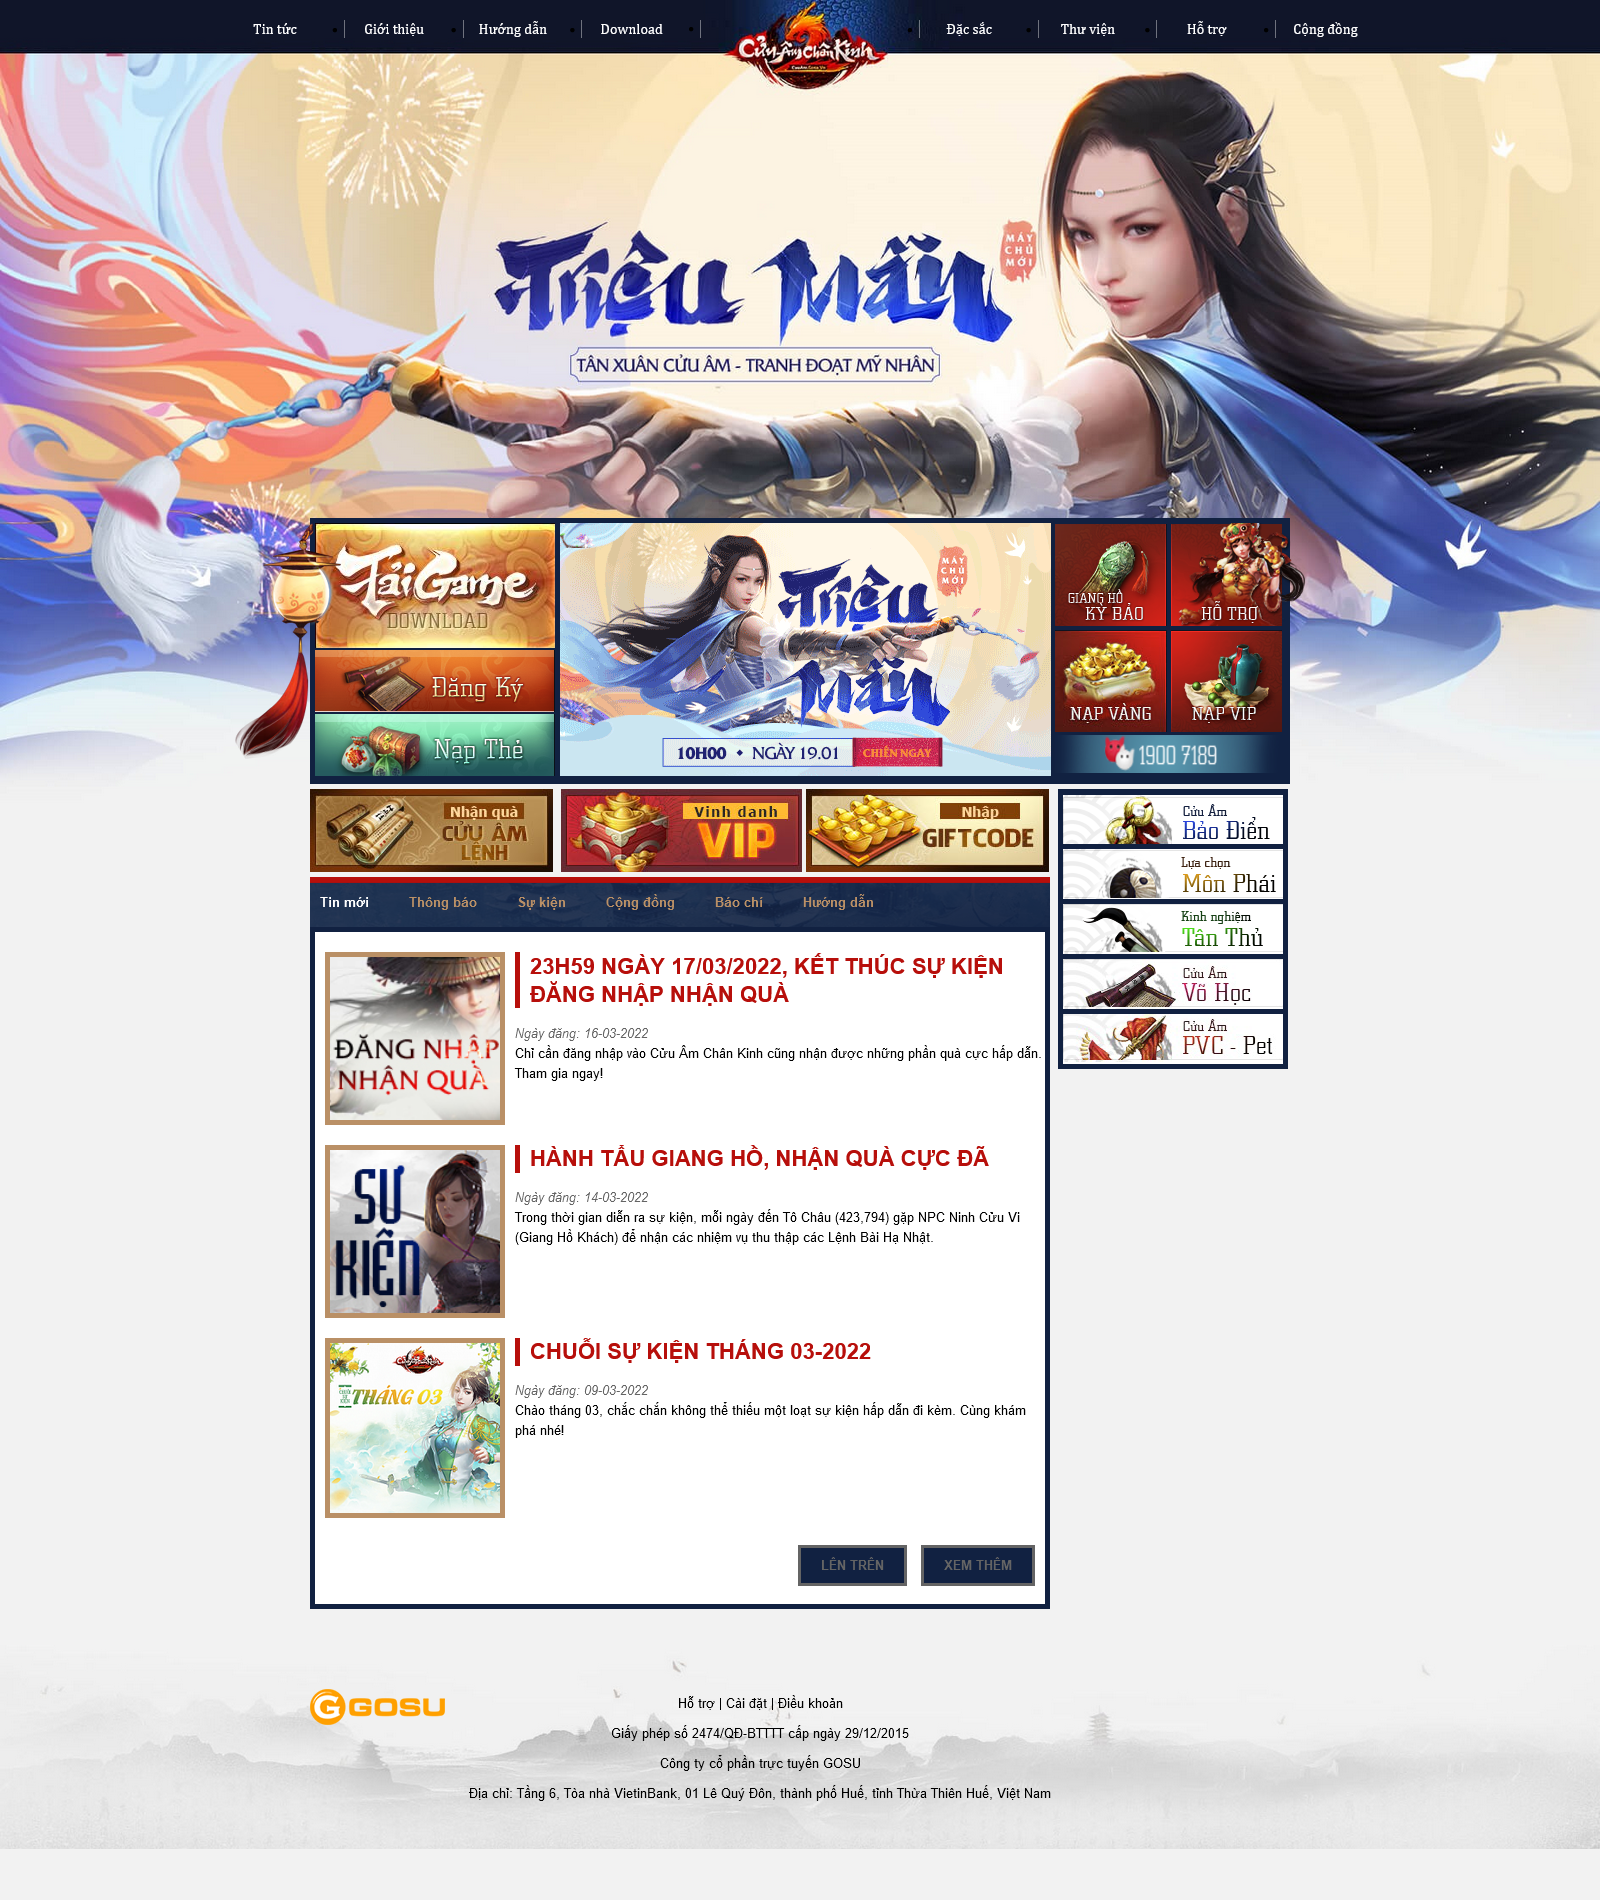 Tin tức
Giới thiệu
Hướng dẫn
Download
Cửu Âm Chân Kinh
Đặc sắc
Thư viện
Hỗ trợ
Cộng đồng
Triệu Mẫn
MÁY CHỦ MỚI
TÂN XUÂN CỬU ÂM - TRANH ĐOẠT MỸ NHÂN
Tải Game
DOWNLOAD
Đăng Ký
Nạp Thẻ
Triệu Mẫn
MÁY CHỦ MỚI
10H00 • NGÀY 19.01 CHIẾN NGAY
GIANG HỒ
KỲ BẢO
HỖ TRỢ
NẠP VÀNG
NẠP VIP
1900 7189
Nhận quà
CỬU ÂM
LỆNH
Vinh danh
VIP
Nhập
GIFTCODE
Cửu Âm
Bảo Điển
Lựa chọn
Môn Phái
Kinh nghiệm
Tân Thủ
Cửu Âm
Võ Học
Cửu Âm
PVC - Pet
Tin mới
Thông báo
Sự kiện
Cộng đồng
Báo chí
Hướng dẫn
ĐĂNG NHẬP
NHẬN QUÀ
23H59 NGÀY 17/03/2022, KẾT THÚC SỰ KIỆN
ĐĂNG NHẬP NHẬN QUÀ
Ngày đăng: 16-03-2022
Chỉ cần đăng nhập vào Cửu Âm Chân Kinh cũng nhận được những phần quà cực hấp dẫn.
Tham gia ngay!
SỰ
KIỆN
HÀNH TẨU GIANG HỒ, NHẬN QUÀ CỰC ĐÃ
Ngày đăng: 14-03-2022
Trong thời gian diễn ra sự kiện, mỗi ngày đến Tô Châu (423,794) gặp NPC Ninh Cửu Vi
(Giang Hồ Khách) để nhận các nhiệm vụ thu thập các Lệnh Bài Hạ Nhật.
Cửu Âm Chân Kinh
CHUỖI SỰ KIỆN
THÁNG 03
CHUỖI SỰ KIỆN THÁNG 03-2022
Ngày đăng: 09-03-2022
Chào tháng 03, chắc chắn không thể thiếu một loạt sự kiện hấp dẫn đi kèm. Cùng khám
phá nhé!
LÊN TRÊN
XEM THÊM
GOSU
Hỗ trợ | Cài đặt | Điều khoản
Giấy phép số 2474/QĐ-BTTTT cấp ngày 29/12/2015
Công ty cổ phần trực tuyến GOSU
Địa chỉ: Tầng 6, Tòa nhà VietinBank, 01 Lê Quý Đôn, thành phố Huế, tỉnh Thừa Thiên Huế, Việt Nam